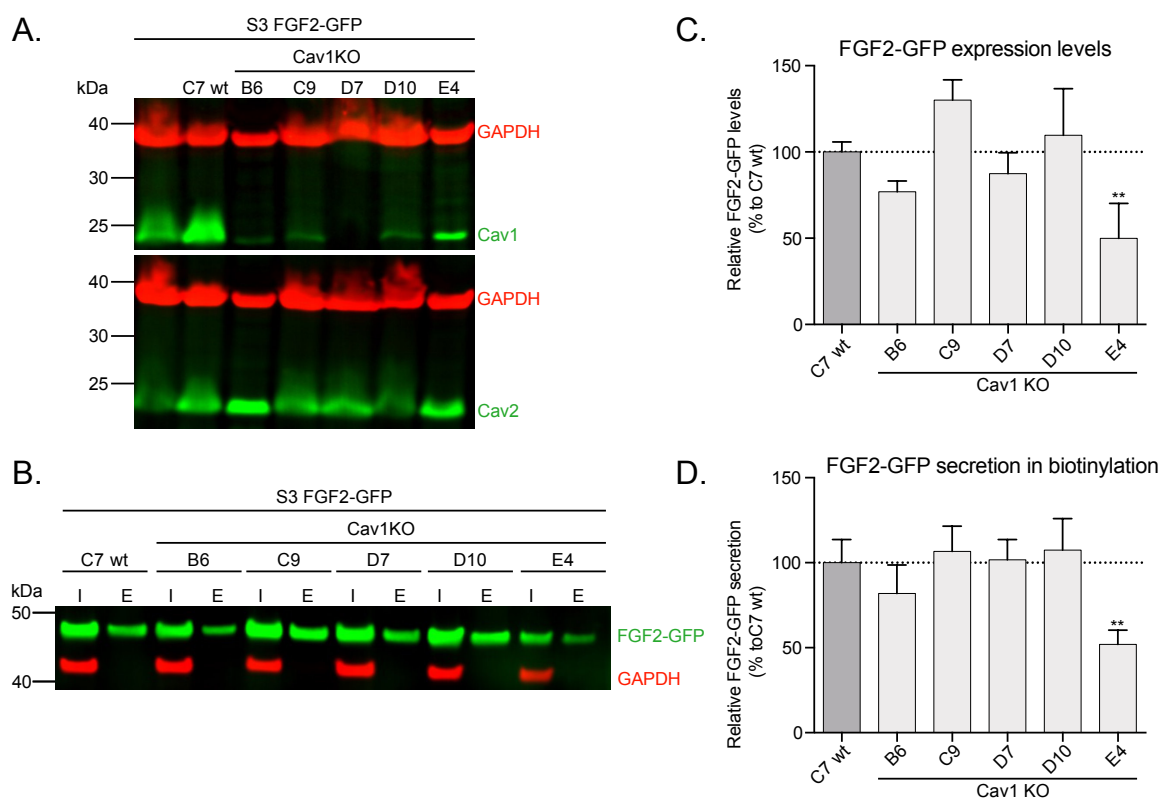 A.
S3 FGF2-GFP
Cav1KO
kDa C7 wt B6 C9 D7 D10 E4
40 GAPDH
30
25 Cav1
40 GAPDH
30
25 Cav2
B.
S3 FGF2-GFP
Cav1KO
C7 wt B6 C9 D7 D10 E4
kDa I E I E I E I E I E I E
50 FGF2-GFP
40 GAPDH
C.
FGF2-GFP expression levels
Relative FGF2-GFP levels
(% to C7 wt)
150
100
50
0
**
C7 wt B6 C9 D7 D10 E4
Cav1 KO
D.
FGF2-GFP secretion in biotinylation
Relative FGF2-GFP secretion
(% toC7 wt)
150
100
50
0
**
C7 wt B6 C9 D7 D10 E4
Cav1 KO